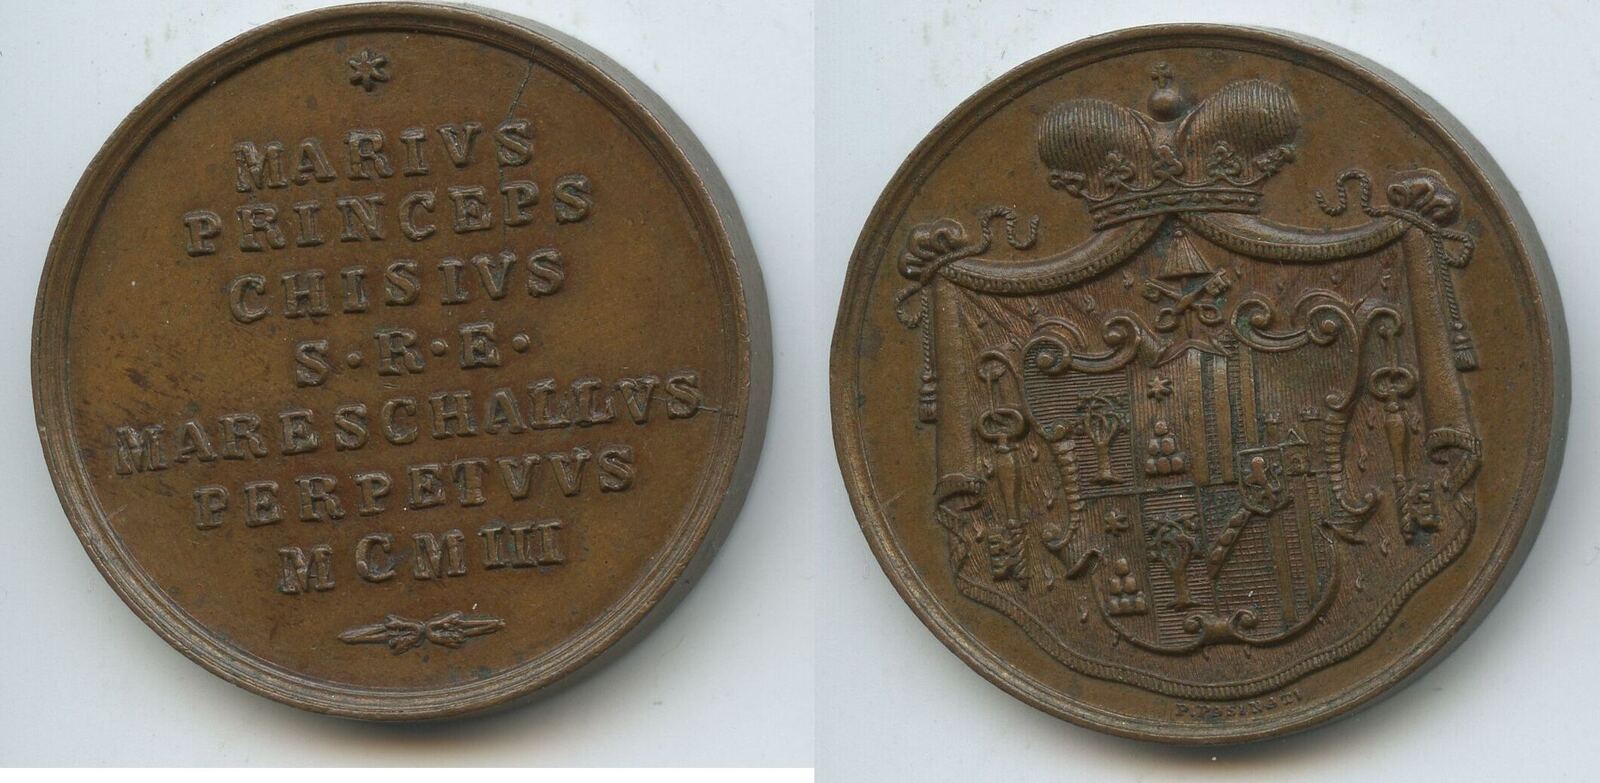 MARIVS
PRINCEPS
CHISIVS
S·R·E·
MARESCHALLVS
PERPETVVS
MCMIII